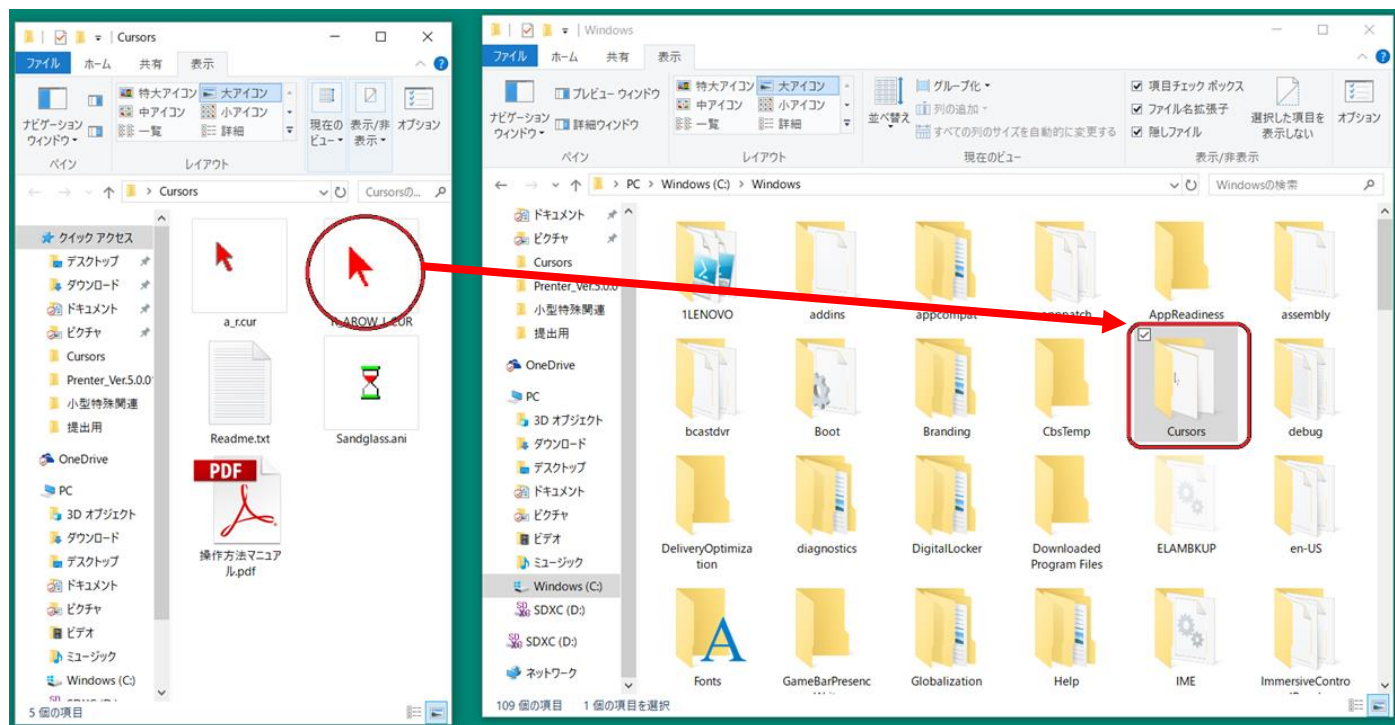 Cursors
ファイル ホーム 共有 表示
特大アイコン 大アイコン
中アイコン 小アイコン
一覧 詳細
ナビゲーション
ウィンドウ
現在の
ビュー
表示/非
表示
オプション
ペイン レイアウト
Cursors
Cursorsの...
クイック アクセス
デスクトップ
ダウンロード
ドキュメント
ピクチャ
Cursors
小型特殊関連
提出用
OneDrive
PC
3D オブジェクト
ダウンロード
デスクトップ
ドキュメント
ピクチャ
ビデオ
ミュージック
Windows (C:)
a_r.cur
Readme.txt
Sandglass.ani
PDF
操作方法マニュア
ル.pdf
5 個の項目
Windows
ファイル ホーム 共有 表示
ナビゲーション
ウィンドウ
プレビュー ウィンドウ
詳細ウィンドウ
特大アイコン 大アイコン
中アイコン 小アイコン
一覧 詳細
並べ替え
グループ化
列の追加
すべての列のサイズを自動的に変更する
項目チェック ボックス
ファイル名拡張子
隠しファイル
選択した項目を
表示しない
オプション
ペイン レイアウト 現在のビュー 表示/非表示
PC Windows (C:) Windows
Windowsの検索
ドキュメント
ピクチャ
Cursors
小型特殊関連
提出用
OneDrive
PC
3D オブジェクト
ダウンロード
デスクトップ
ドキュメント
ピクチャ
ビデオ
ミュージック
Windows (C:)
SDXC (D:)
SDXC (D:)
ネットワーク
1LENOVO addins appcompat AppReadiness assembly
bcastdvr Boot Branding CbsTemp Cursors debug
DeliveryOptimiza
tion
diagnostics DigitalLocker
Downloaded
Program Files
ELAMBKUP en-US
Fonts GameBarPresenc Globalization Help IME ImmersiveContro
109 個の項目 1 個の項目を選択